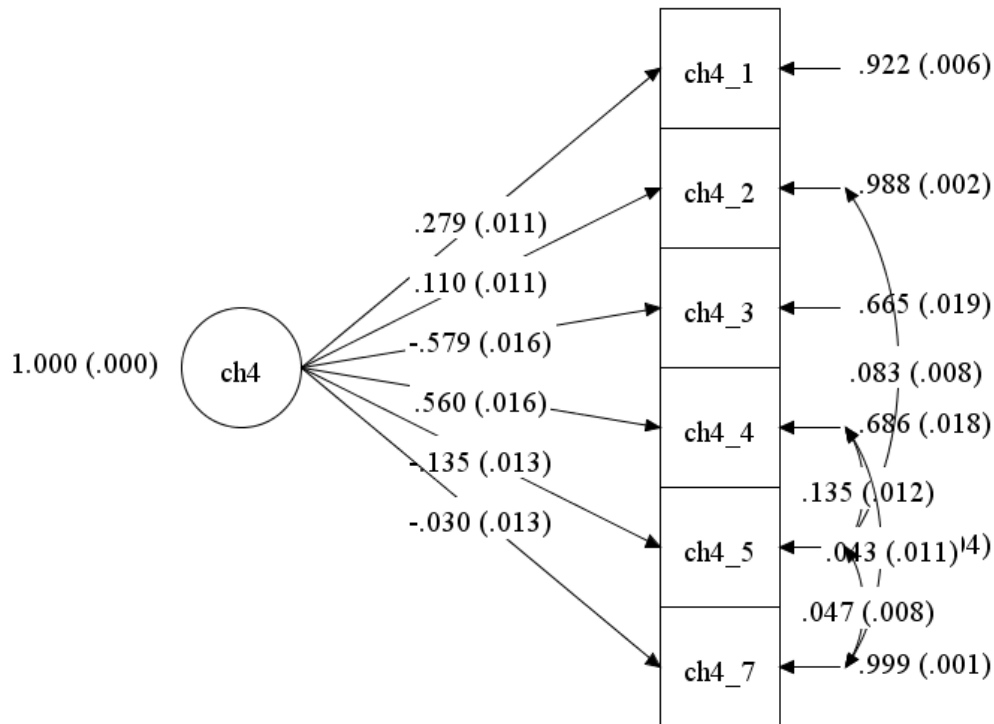 ch4_1
.922 (.006)
ch4_2
.988 (.002)
.279 (.011)
.110 (.011)
ch4_3
.665 (.019)
-.579 (.016)
1.000 (.000)
ch4
.083 (.008)
.560 (.016)
ch4_4
.686 (.018)
-.135 (.013)
.135 (.012)
-.030 (.013)
ch4_5
.043 (.011)
4)
.047 (.008)
ch4_7
.999 (.001)